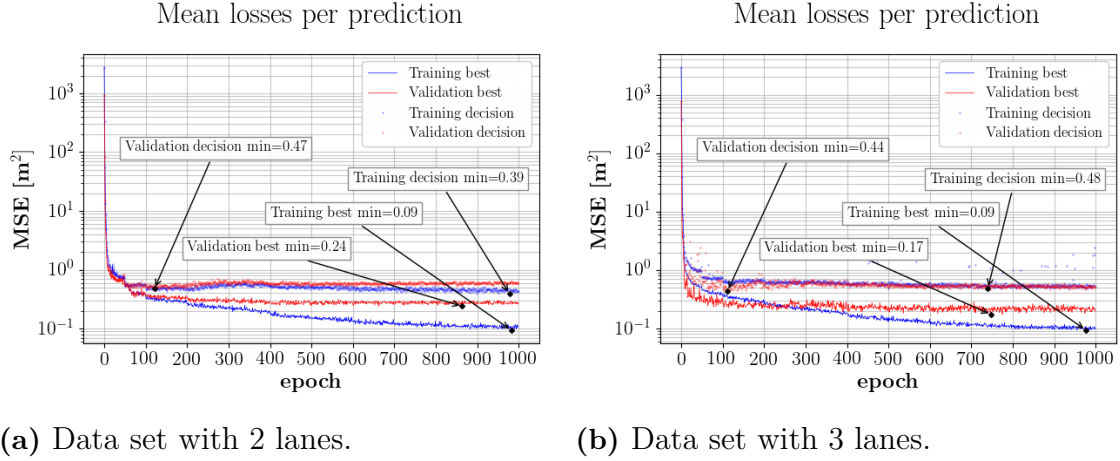 Mean losses per prediction
MSE [m²]
10³
10²
10¹
10⁰
10⁻¹
Training best
Validation best
Training decision
Validation decision
Validation decision min=0.47
Training decision min=0.39
Training best min=0.09
Validation best min=0.24
0 100 200 300 400 500 600 700 800 900 1000
epoch
(a) Data set with 2 lanes.
Mean losses per prediction
MSE [m²]
10³
10²
10¹
10⁰
10⁻¹
Training best
Validation best
Training decision
Validation decision
Validation decision min=0.44
Training decision min=0.48
Training best min=0.09
Validation best min=0.17
0 100 200 300 400 500 600 700 800 900 1000
epoch
(b) Data set with 3 lanes.